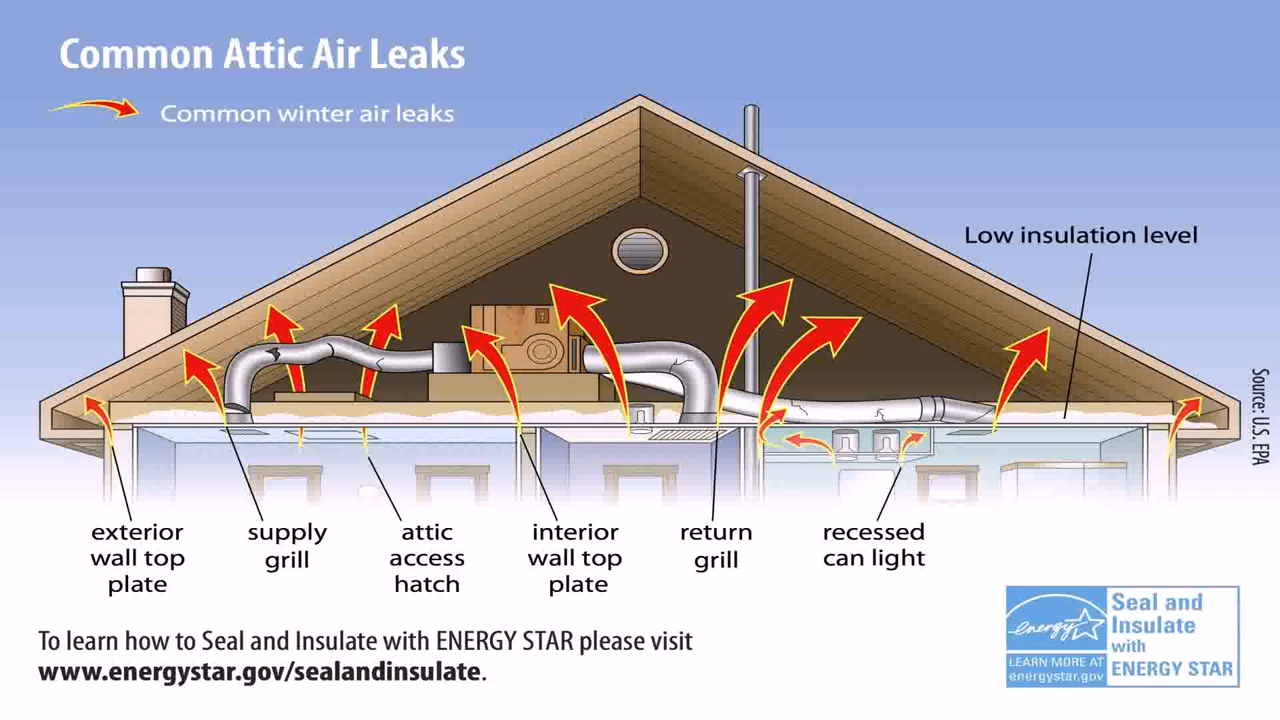 Common Attic Air Leaks
Common winter air leaks
Low insulation level
Source: U.S. EPA
exterior
wall top
plate
supply
grill
attic
access
hatch
interior
wall top
plate
return
grill
recessed
can light
To learn how to Seal and Insulate with ENERGY STAR please visit
www.energystar.gov/sealandinsulate.
energy
LEARN MORE AT
energystar.gov
Seal and
Insulate
with
ENERGY STAR